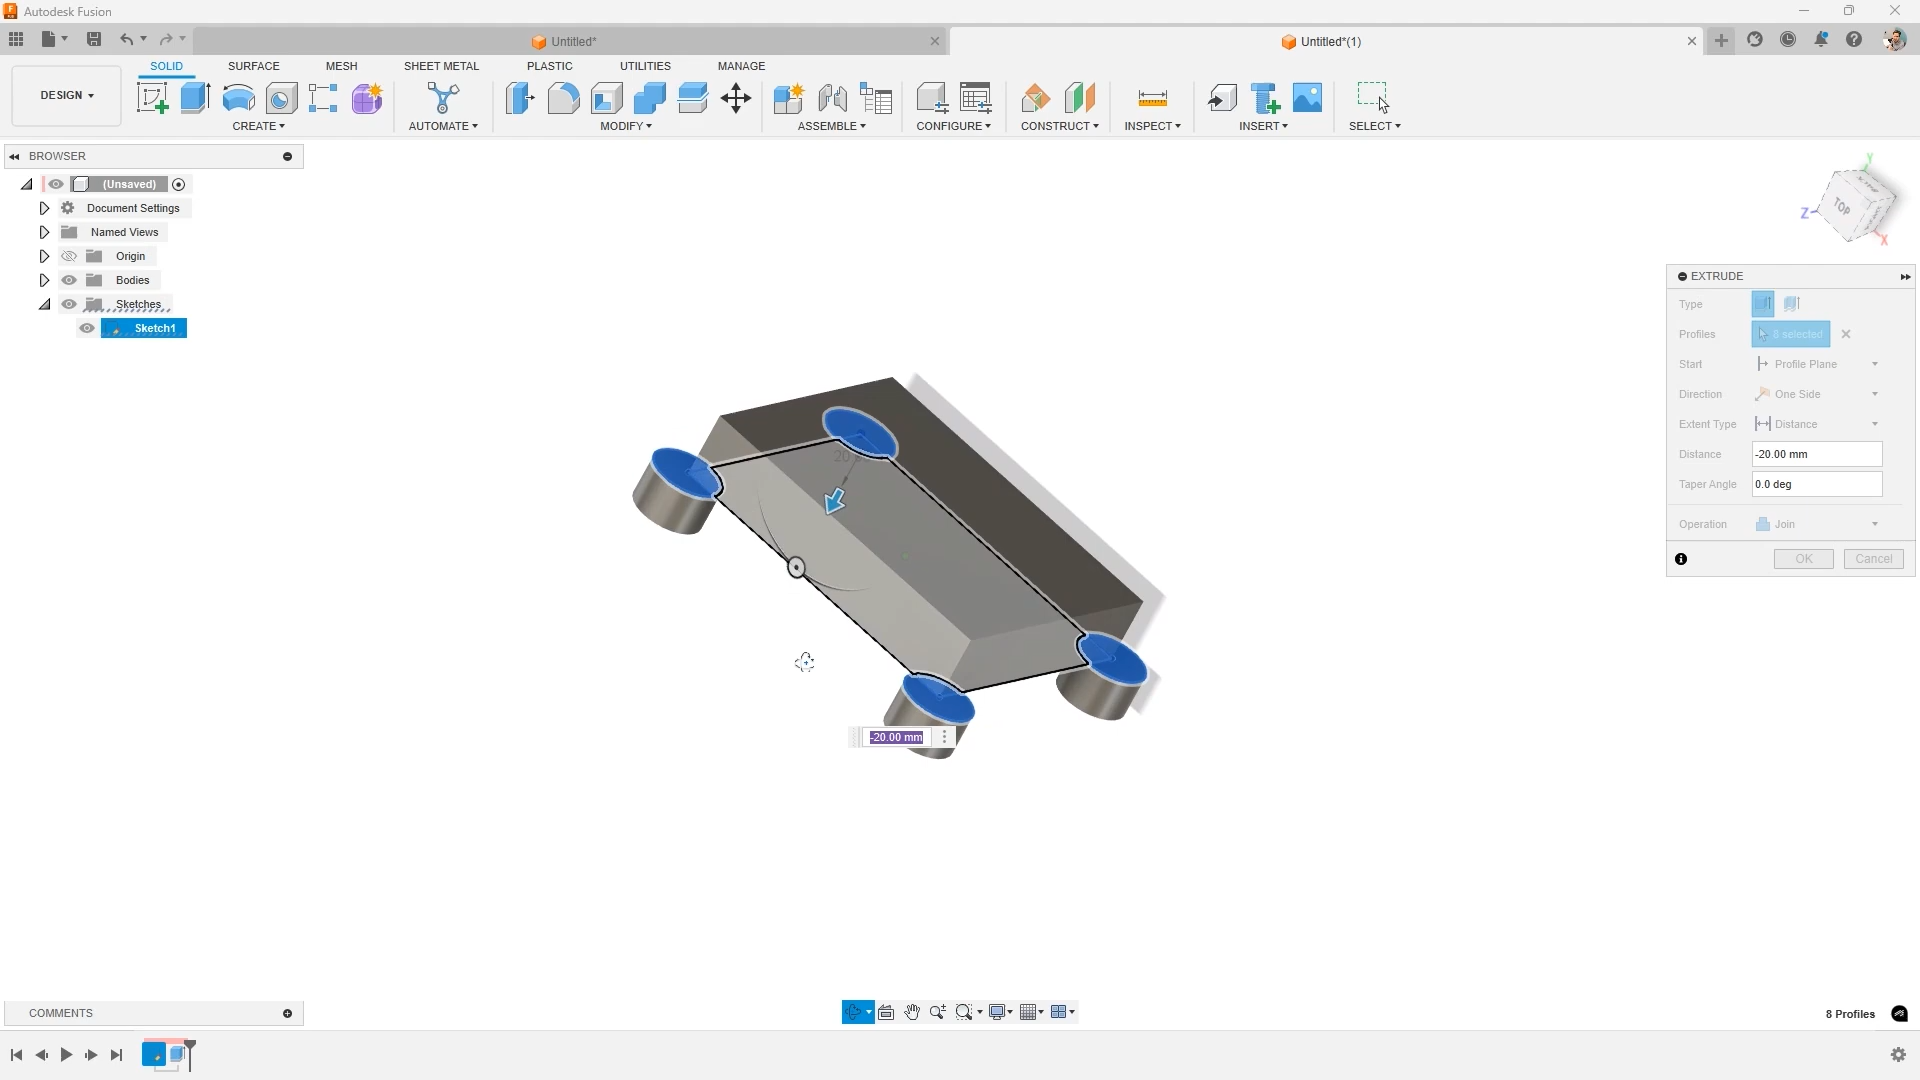 Autodesk Fusion
Untitled*
Untitled*(1)
SOLID
SURFACE
MESH
SHEET METAL
PLASTIC
UTILITIES
MANAGE
DESIGN
CREATE
AUTOMATE
MODIFY
ASSEMBLE
CONFIGURE
CONSTRUCT
INSPECT
INSERT
SELECT
BROWSER
(Unsaved)
Document Settings
Named Views
Origin
Bodies
Sketches
Sketch1
Y
TOP
Z
X
EXTRUDE
Type
Profiles
8 selected
Start
Profile Plane
Direction
One Side
Extent Type
Distance
Distance
-20.00 mm
Taper Angle
0.0 deg
Operation
Join
OK
Cancel
-20.00 mm
COMMENTS
8 Profiles